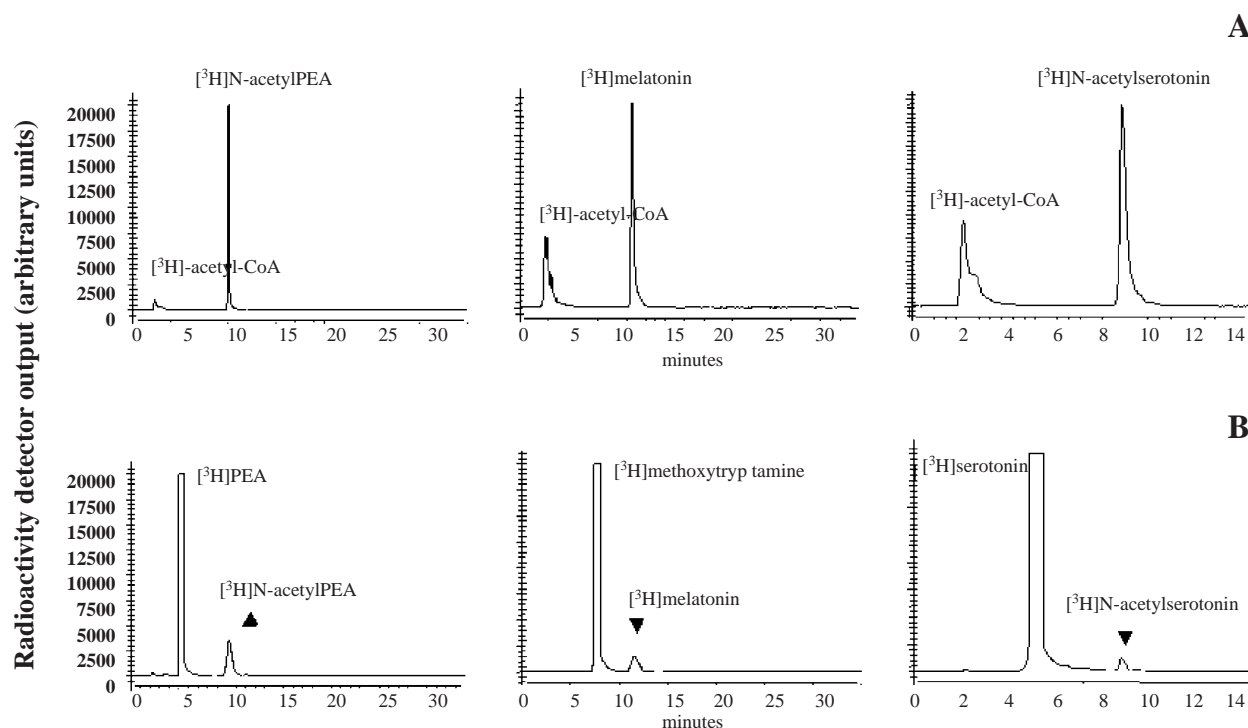 A
[³H]N-acetylPEA
[³H]melatonin
[³H]N-acetylserotonin
[³H]-acetyl-CoA
[³H]-acetyl-CoA
[³H]-acetyl-CoA
20000
17500
15000
12500
10000
7500
5000
2500
0
0 5 10 15 20 25 30
0 5 10 15 20 25 30
0 2 4 6 8 10 12 14
minutes
Radioactivity detector output (arbitrary units)
B
[³H]PEA
[³H]methoxytryp tamine
[³H]serotonin
[³H]N-acetylPEA
[³H]melatonin
[³H]N-acetylserotonin
20000
17500
15000
12500
10000
7500
5000
2500
0
0 5 10 15 20 25 30
0 5 10 15 20 25 30
0 2 4 6 8 10 12 14
minutes